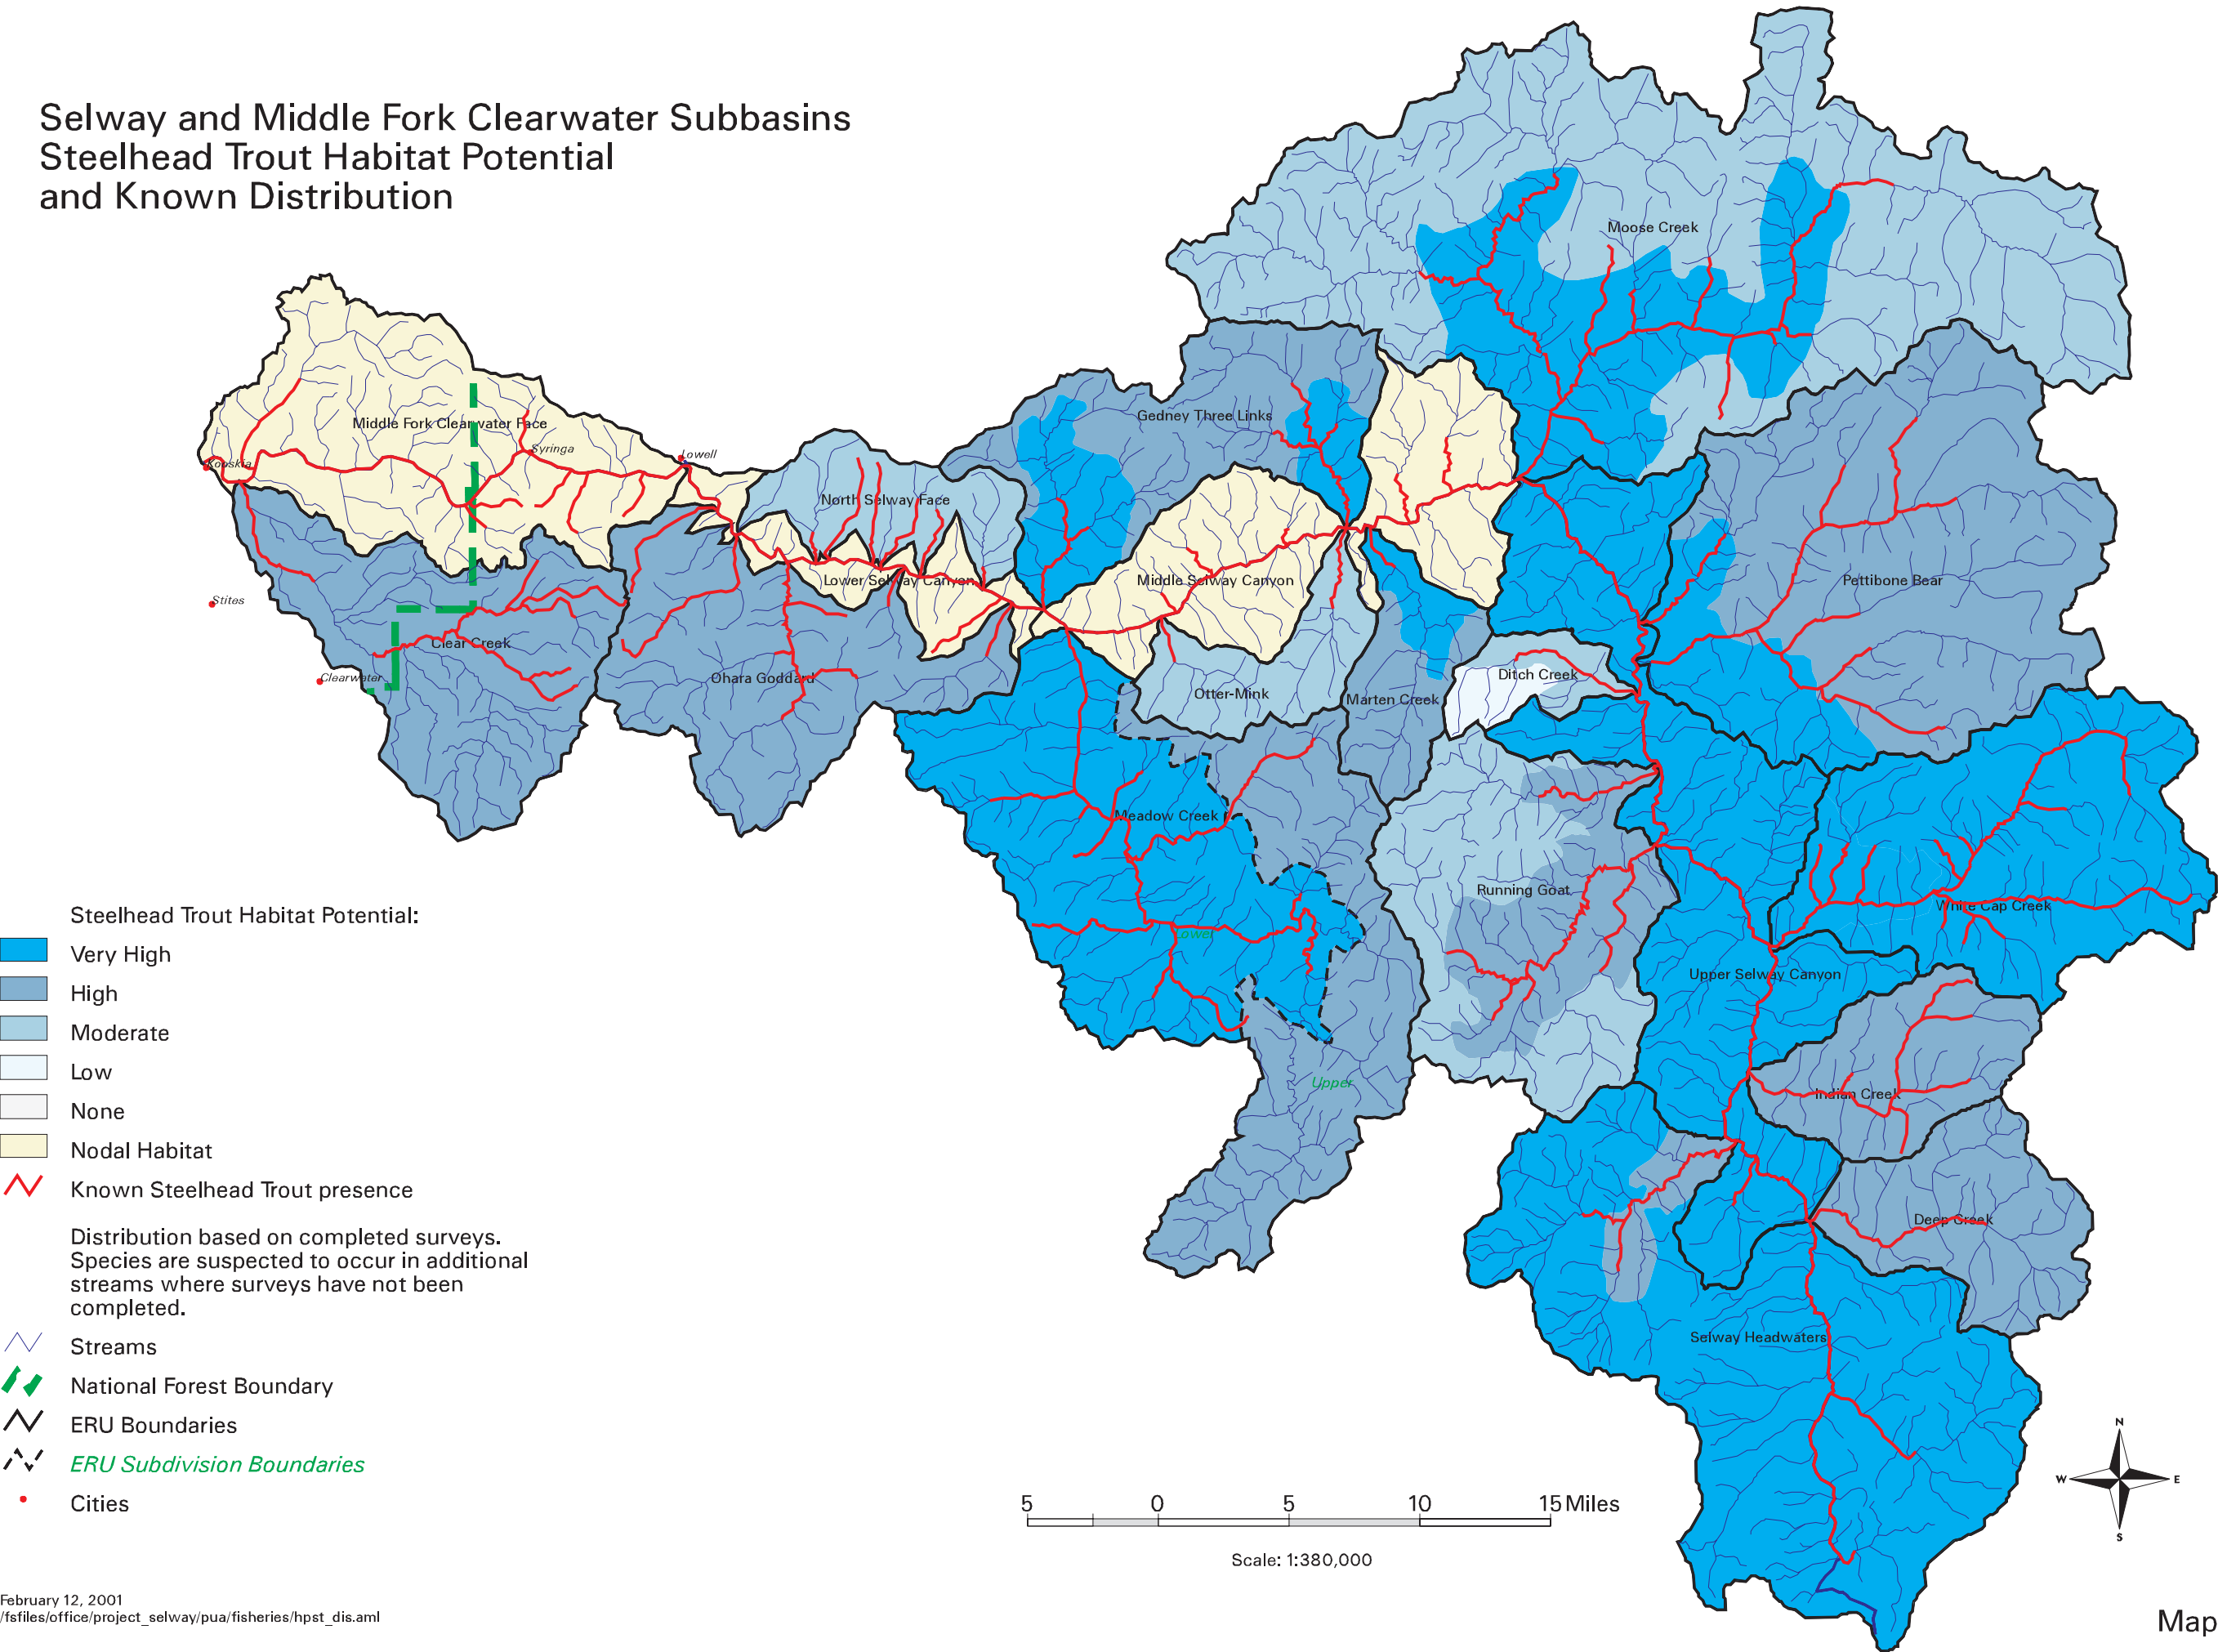 Selway and Middle Fork Clearwater Subbasins
Steelhead Trout Habitat Potential
and Known Distribution
Moose Creek
Gedney Three Links
Middle Fork Clearwater Face
Syringa
Lowell
Kooskia
North Selway Face
Lower Selway Canyon
Middle Selway Canyon
Pettibone Bear
Stites
Clear Creek
Clearwater
Ohara Goddard
Otter-Mink
Marten Creek
Ditch Creek
Meadow Creek
Running Goat
White Cap Creek
Lower
Upper Selway Canyon
Upper
Indian Creek
Deep Creek
Selway Headwaters
Steelhead Trout Habitat Potential:
Very High
High
Moderate
Low
None
Nodal Habitat
Known Steelhead Trout presence
Distribution based on completed surveys.
Species are suspected to occur in additional
streams where surveys have not been
completed.
Streams
National Forest Boundary
ERU Boundaries
ERU Subdivision Boundaries
Cities
5 0 5 10 15 Miles
Scale: 1:380,000
N
W E
S
February 12, 2001
/fsfiles/office/project_selway/pua/fisheries/hpst_dis.aml
Map